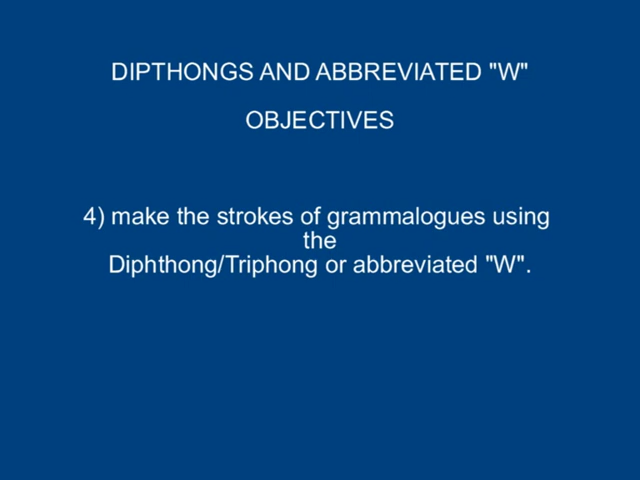 DIPTHONGS AND ABBREVIATED "W"
OBJECTIVES
4) make the strokes of grammalogues using
the
Diphthong/Triphong or abbreviated "W".